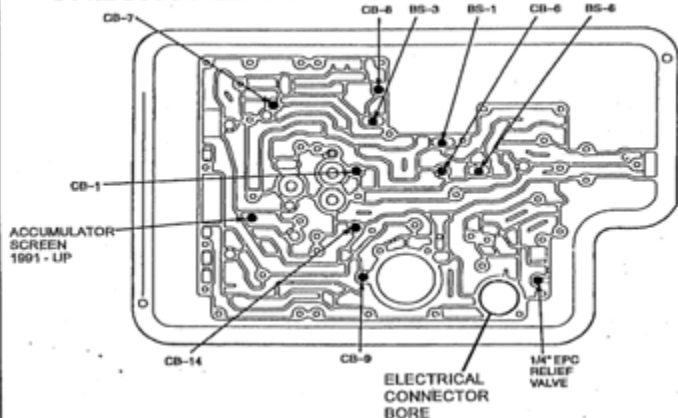 CB-7
CB-8
BS-3
BS-1
CB-6
BS-6
CB-1
ACCUMULATOR
SCREEN
1991 - UP
CB-14
CB-9
ELECTRICAL
CONNECTOR
BORE
1/4" EPC
RELIEF
VALVE